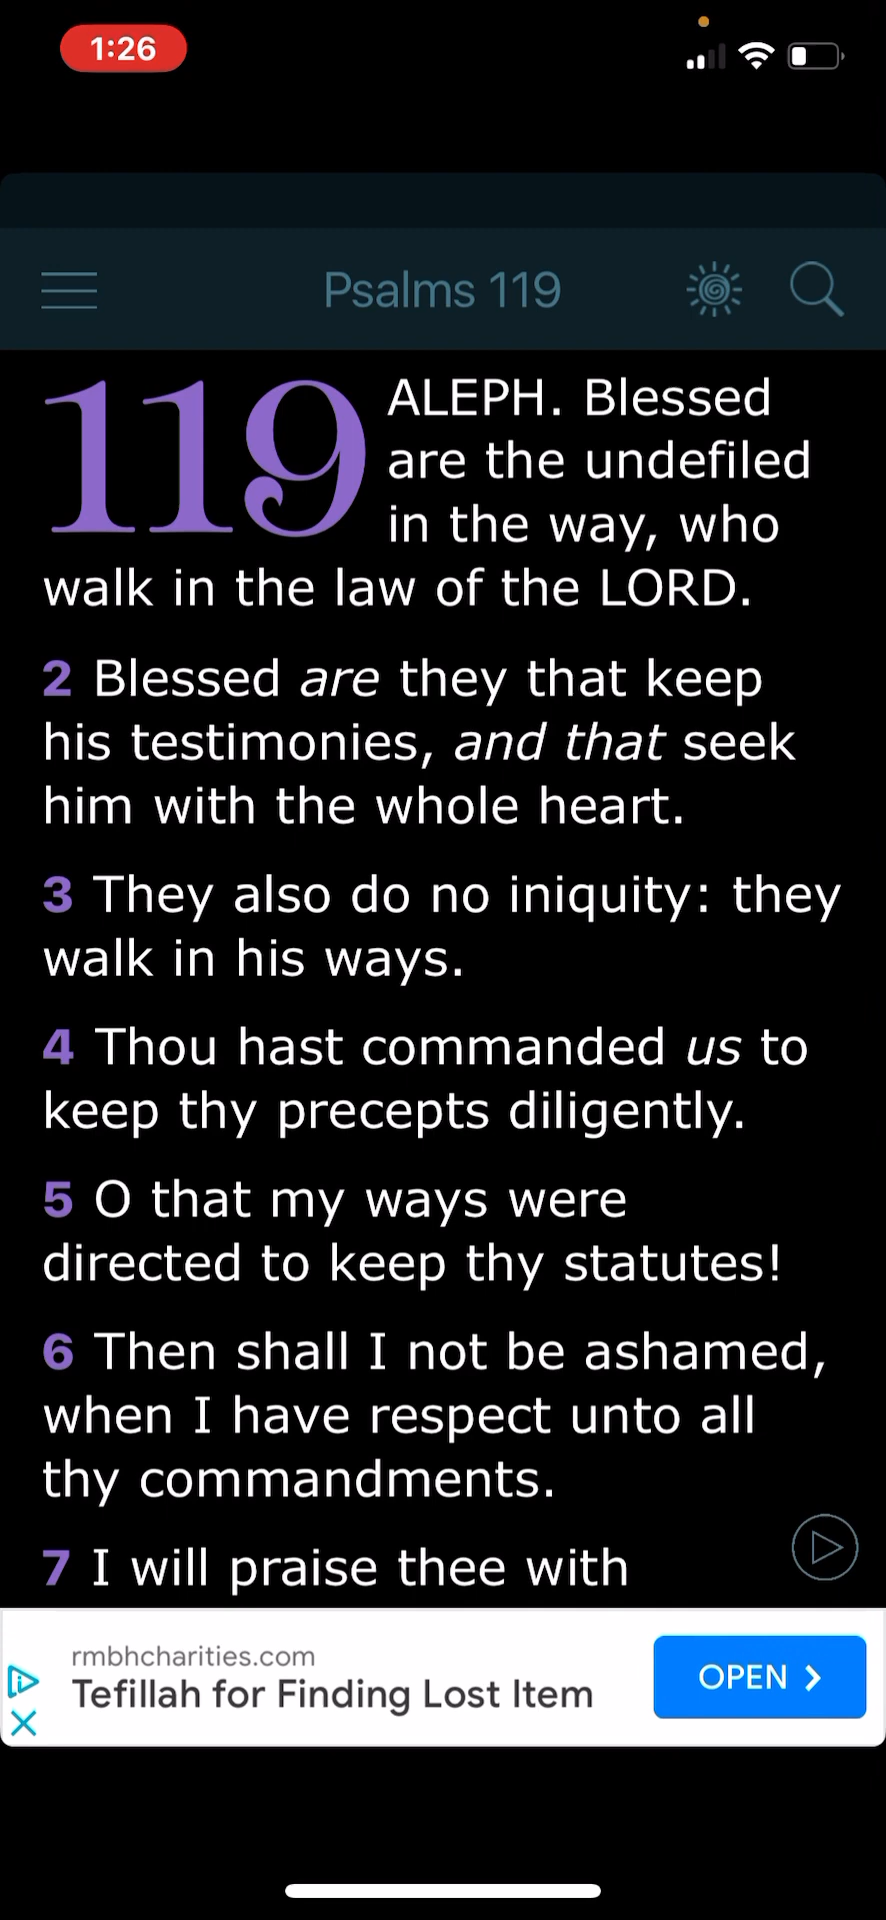 1:26
Psalms 119
119 ALEPH. Blessed
are the undefiled
in the way, who
walk in the law of the LORD.
2 Blessed are they that keep
his testimonies, and that seek
him with the whole heart.
3 They also do no iniquity: they
walk in his ways.
4 Thou hast commanded us to
keep thy precepts diligently.
5 O that my ways were
directed to keep thy statutes!
6 Then shall I not be ashamed,
when I have respect unto all
thy commandments.
7 I will praise thee with
rmbhcharities.com
Tefillah for Finding Lost Item
OPEN